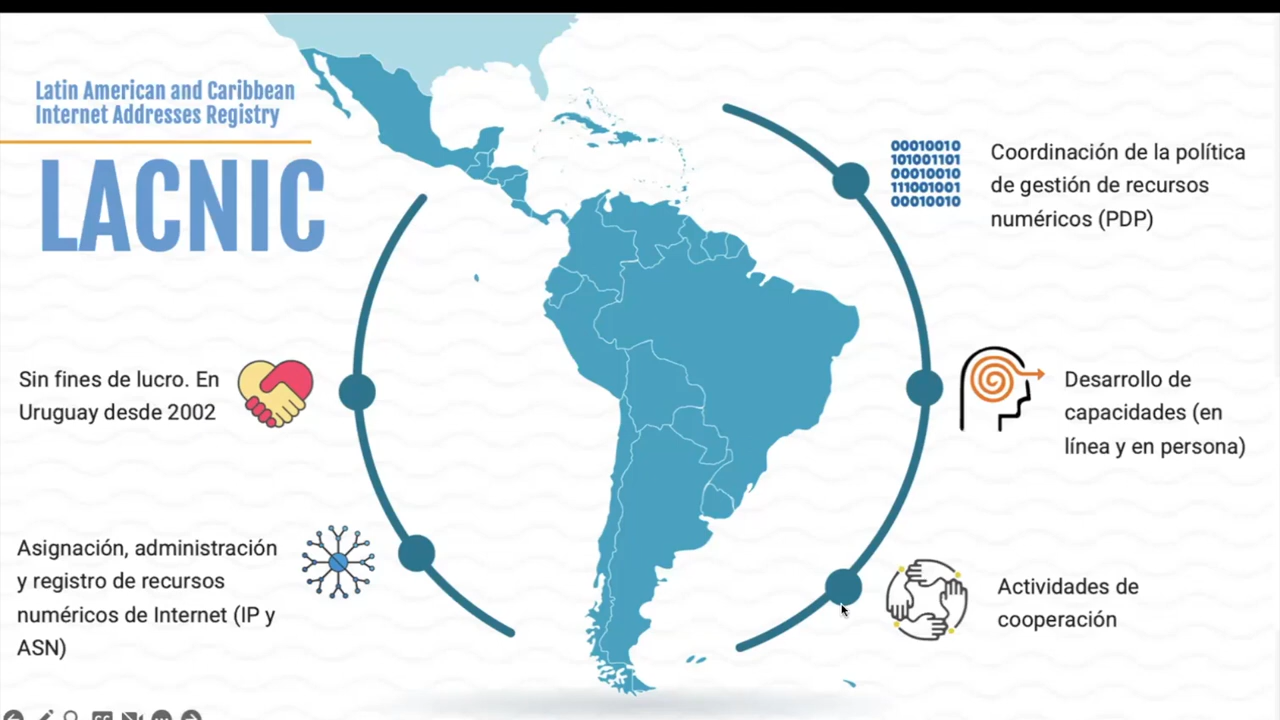 Latin American and Caribbean
Internet Addresses Registry
LACNIC
Sin fines de lucro. En
Uruguay desde 2002
Asignación, administración
y registro de recursos
numéricos de Internet (IP y
ASN)
00010010
101001101
00010010
111001001
00010010
Coordinación de la política
de gestión de recursos
numéricos (PDP)
Desarrollo de
capacidades (en
línea y en persona)
Actividades de
cooperación